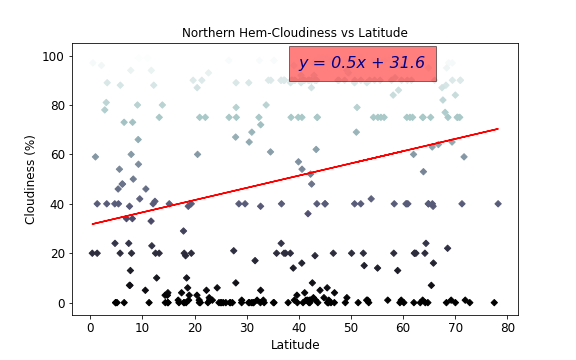 Northern Hem-Cloudiness vs Latitude
y = 0.5x + 31.6
Cloudiness (%)
100
80
60
40
20
0
0 10 20 30 40 50 60 70 80
Latitude